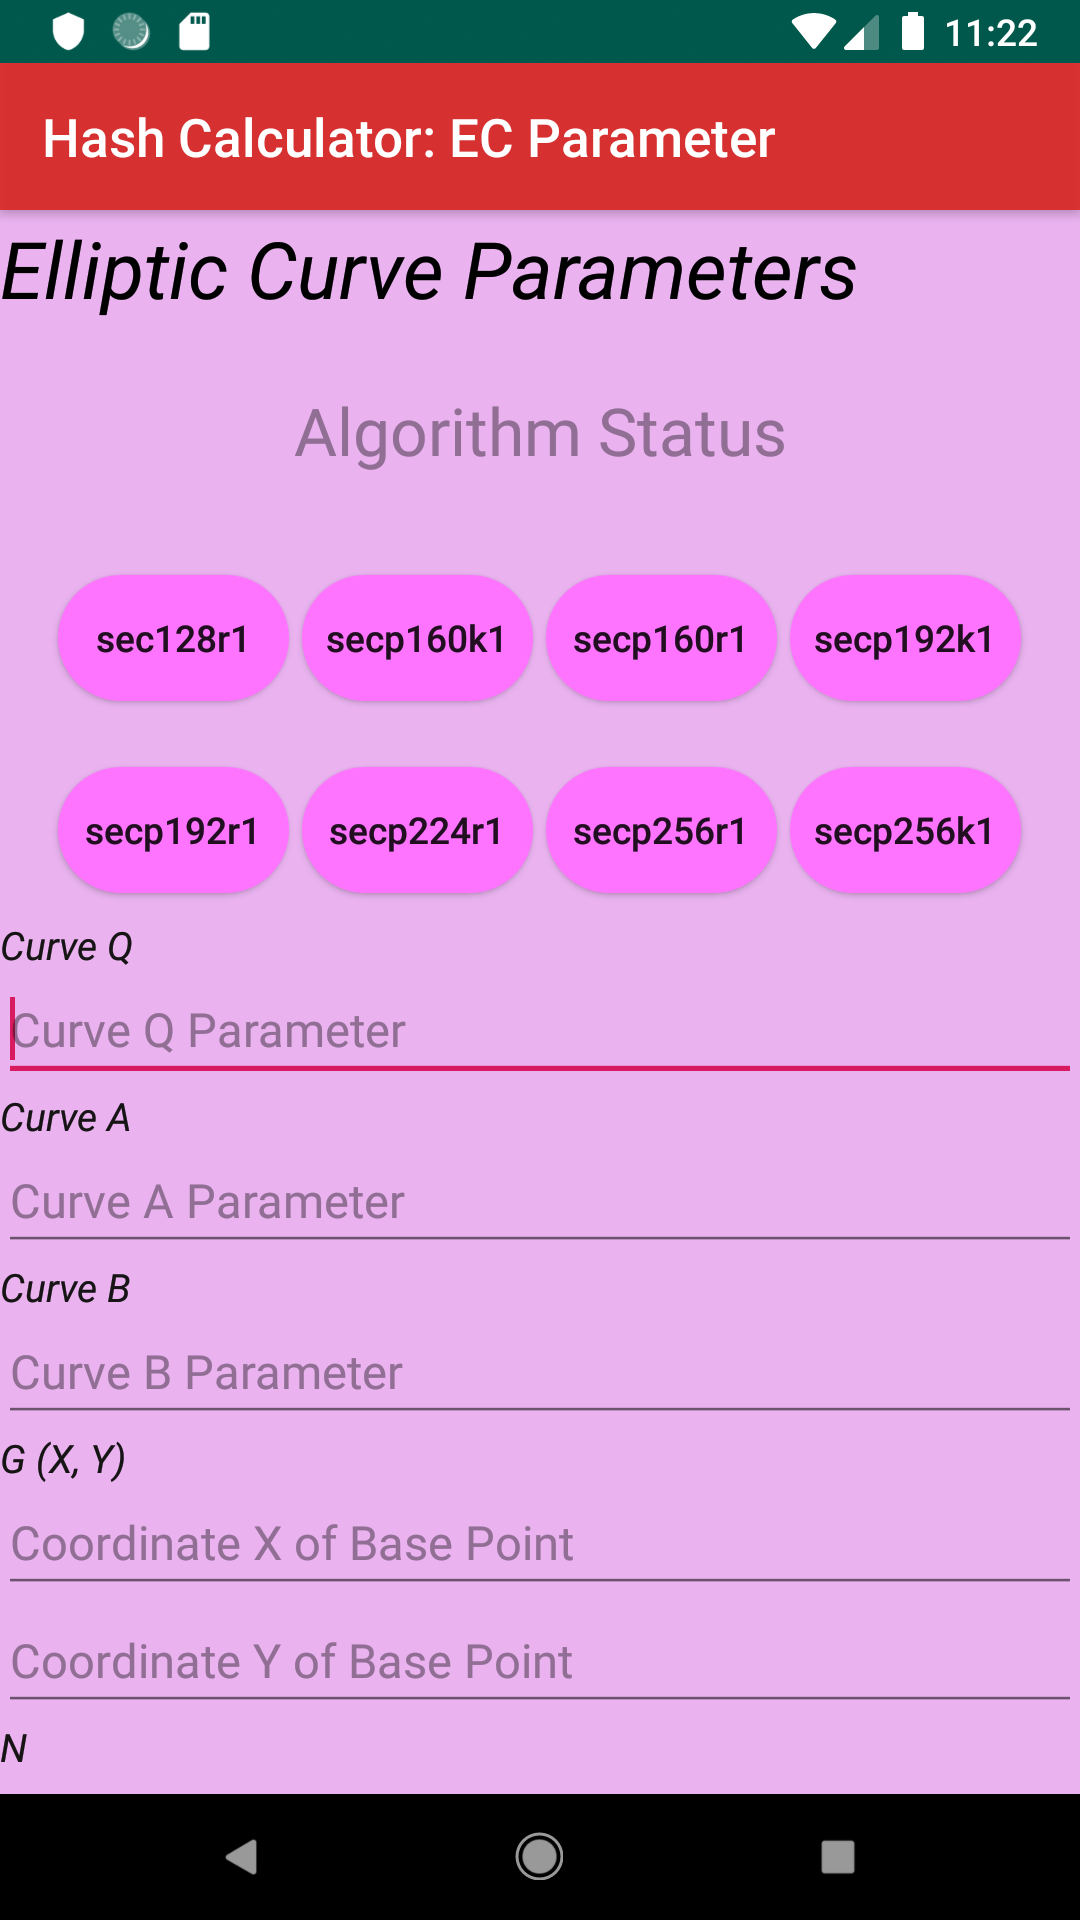 11:22
Hash Calculator: EC Parameter
Elliptic Curve Parameters
Algorithm Status
sec128r1 secp160k1 secp160r1 secp192k1
secp192r1 secp224r1 secp256r1 secp256k1
Curve Q
Curve Q Parameter
Curve A
Curve A Parameter
Curve B
Curve B Parameter
G (X, Y)
Coordinate X of Base Point
Coordinate Y of Base Point
N